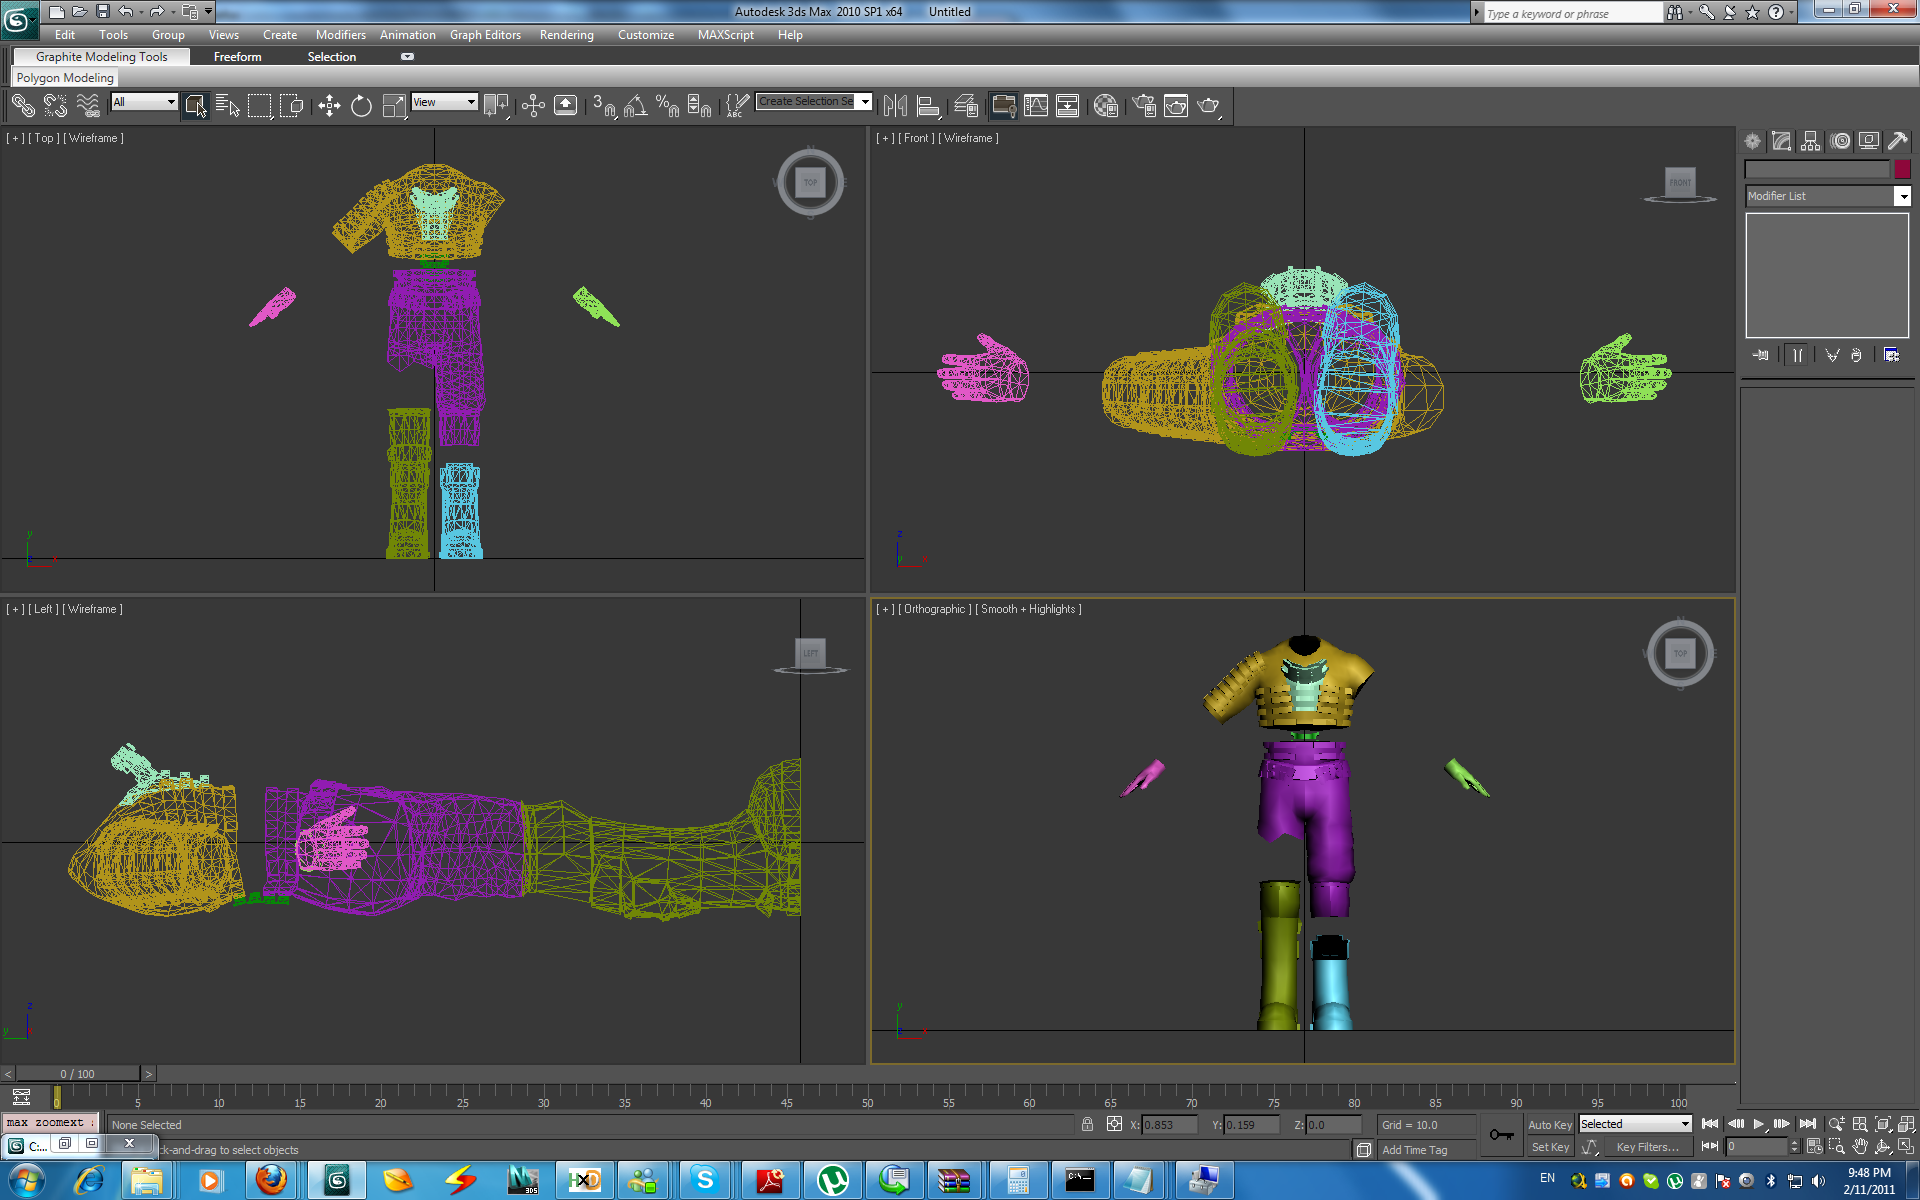 Autodesk 3ds Max 2010 SP1 x64 Untitled
Type a keyword or phrase
Edit Tools Group Views Create Modifiers Animation Graph Editors Rendering Customize MAXScript Help
Graphite Modeling Tools Freeform Selection
Polygon Modeling
All View Create Selection Se
[ + ] [ Top ] [ Wireframe ]
TOP
[ + ] [ Front ] [ Wireframe ]
FRONT
Modifier List
[ + ] [ Left ] [ Wireframe ]
LEFT
[ + ] [ Orthographic ] [ Smooth + Highlights ]
TOP
0 / 100
0 5 10 15 20 25 30 35 40 45 50 55 60 65 70 75 80 85 90 95 100
max zoomext
None Selected
X: 0.853 Y: 0.159 Z: 0.0
Grid = 10.0
Auto Key Selected
C:...
ck-and-drag to select objects
Add Time Tag
Set Key Key Filters... 0
EN
9:48 PM
2/11/2011